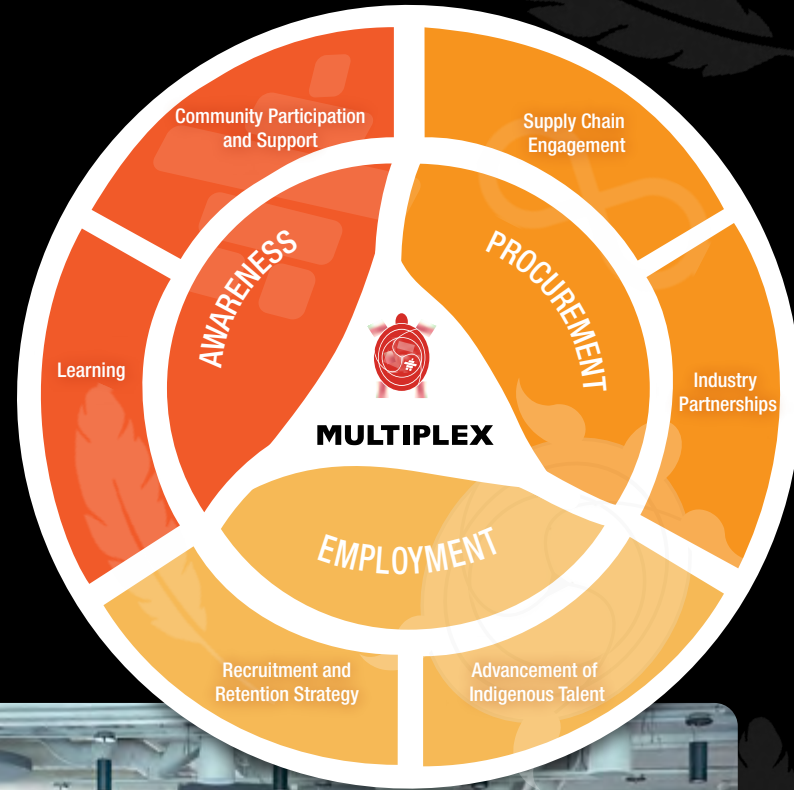 Community Participation
and Support
Supply Chain
Engagement
AWARENESS
PROCUREMENT
Learning
Industry
Partnerships
MULTIPLEX
EMPLOYMENT
Recruitment and
Retention Strategy
Advancement of
Indigenous Talent